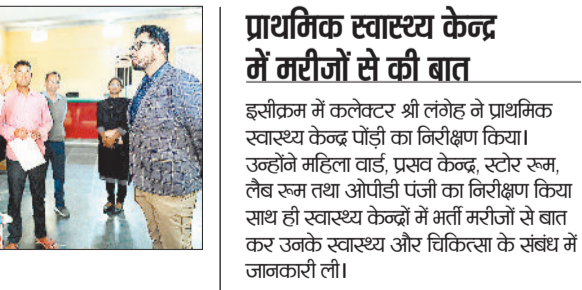 प्राथमिक स्वास्थ्य केन्द्र
में मरीजों से की बात
इसीक्रम में कलेक्टर श्री लंगेह ने प्राथमिक
स्वास्थ्य केन्द्र पोंड़ी का निरीक्षण किया।
उन्होंने महिला वार्ड, प्रसव केन्द्र, स्टोर रूम,
लैब रूम तथा ओपीडी पंजी का निरीक्षण किया
साथ ही स्वास्थ्य केन्द्रों में भर्ती मरीजों से बात
कर उनके स्वास्थ्य और चिकित्सा के संबंध में
जानकारी ली।